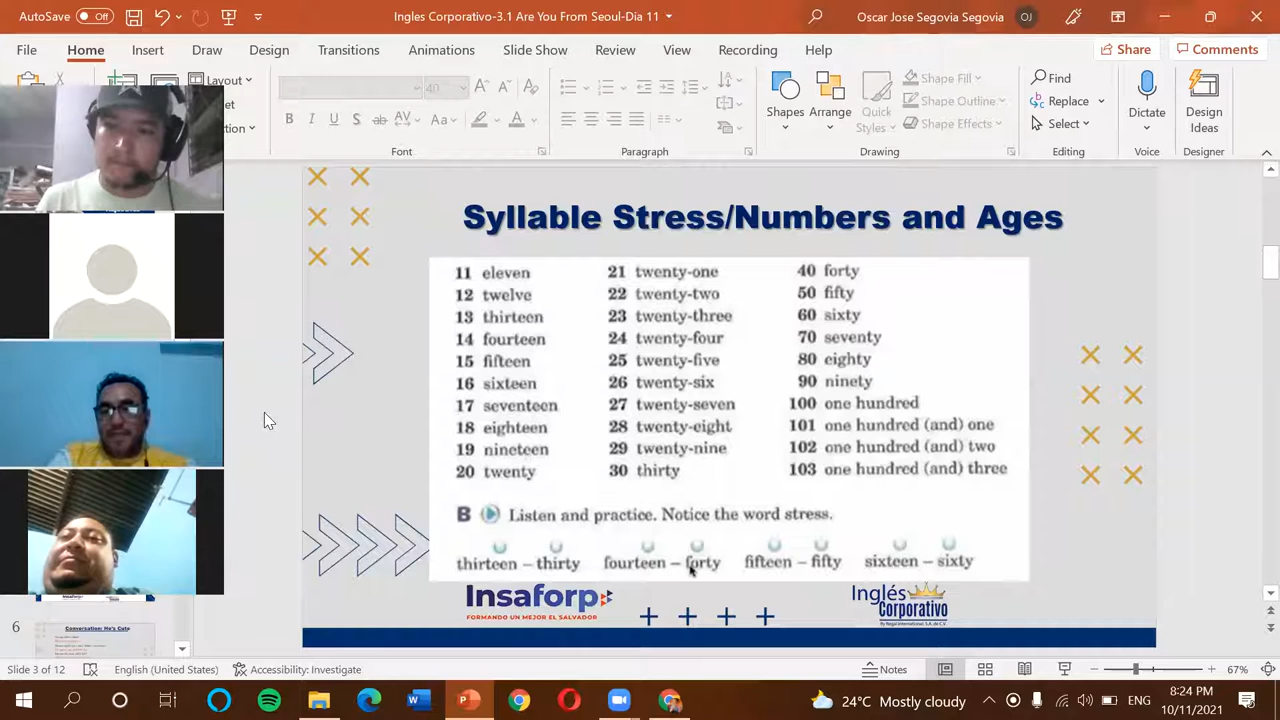 AutoSave Off Ingles Corporativo-3.1 Are You From Seoul-Dia 11 Oscar Jose Segovia Segovia OJ
File Home Insert Draw Design Transitions Animations Slide Show Review View Recording Help Share Comments
Layout Shapes Arrange Quick Styles Shape Fill Shape Outline Shape Effects Find Replace Select Dictate Design Ideas
Font Paragraph Drawing Editing Voice Designer
Syllable Stress/Numbers and Ages
11 eleven 21 twenty-one 40 forty
12 twelve 22 twenty-two 50 fifty
13 thirteen 23 twenty-three 60 sixty
14 fourteen 24 twenty-four 70 seventy
15 fifteen 25 twenty-five 80 eighty
16 sixteen 26 twenty-six 90 ninety
17 seventeen 27 twenty-seven 100 one hundred
18 eighteen 28 twenty-eight 101 one hundred (and) one
19 nineteen 29 twenty-nine 102 one hundred (and) two
20 twenty 30 thirty 103 one hundred (and) three
B Listen and practice. Notice the word stress.
thirteen – thirty fourteen – forty fifteen – fifty sixteen – sixty
Insaforp
FORMANDO UN MEJOR EL SALVADOR
Inglés
Corporativo
By Regal International, S.A. de C.V.
6
Conversation: He's Cute
Slide 3 of 12 English (United States) Accessibility: Investigate Notes 67%
24°C Mostly cloudy ENG 8:24 PM
10/11/2021